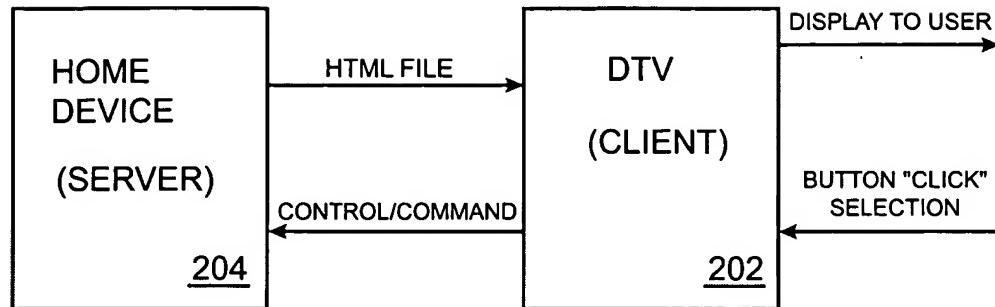 HOME
DEVICE
(SERVER)
204
HTML FILE
CONTROL/COMMAND
DTV
(CLIENT)
202
DISPLAY TO USER
BUTTON "CLICK"
SELECTION